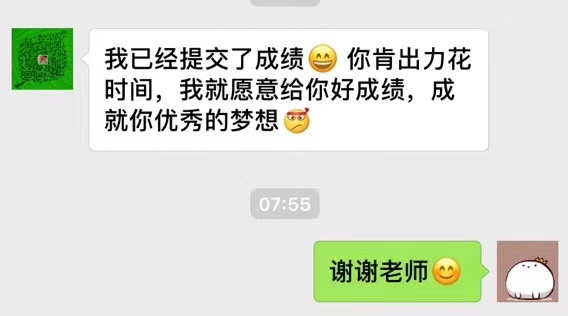 我已经提交了成绩😄 你肯出力花
时间，我就愿意给你好成绩，成
就你优秀的梦想
07:55
谢谢老师😊